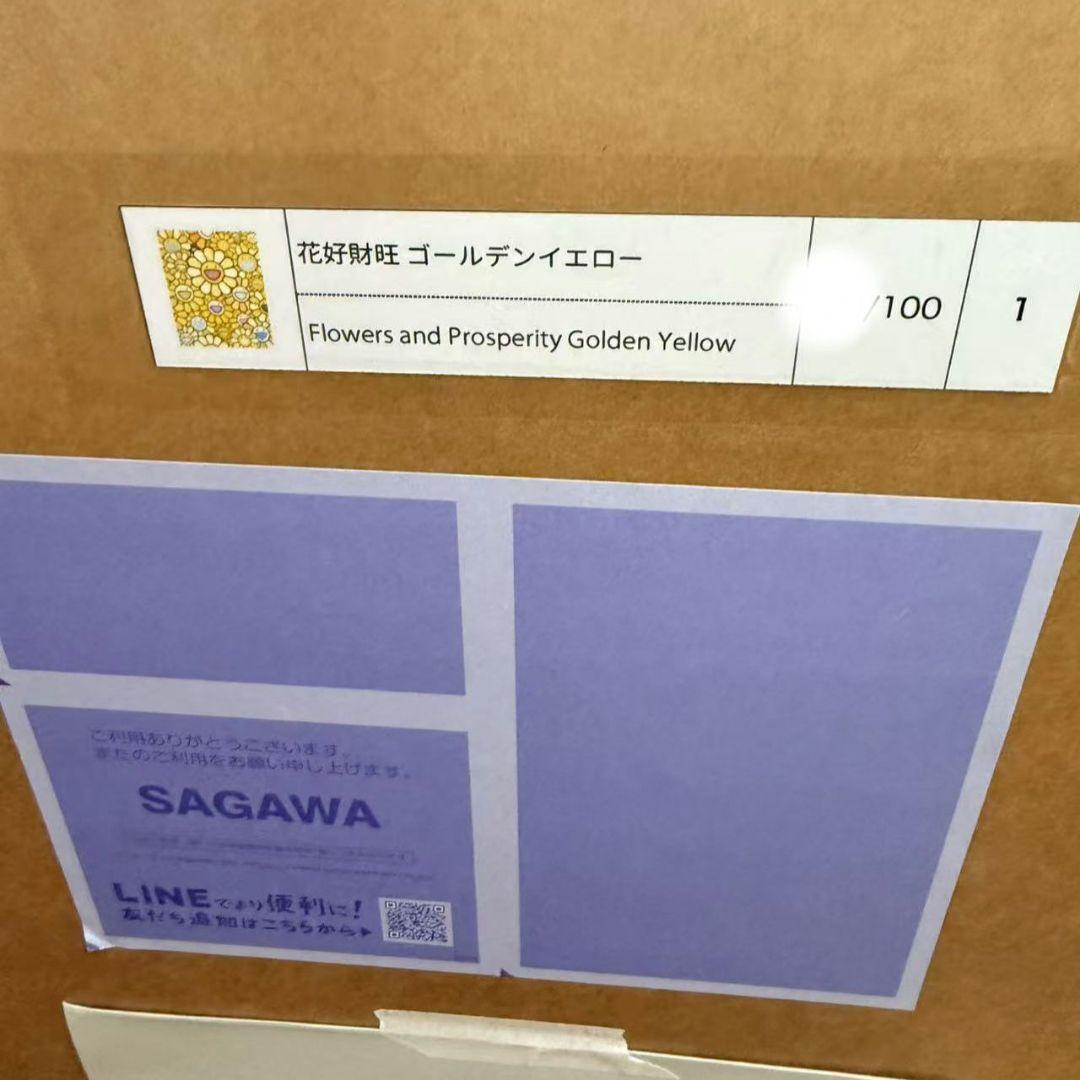 花好財旺 ゴールデンイエロー
Flowers and Prosperity Golden Yellow
/100
1
ご利用ありがとうございます。
またのご利用をお願い申し上げます。
SAGAWA
LINEでより便利に!
友だち追加はこちらから▶